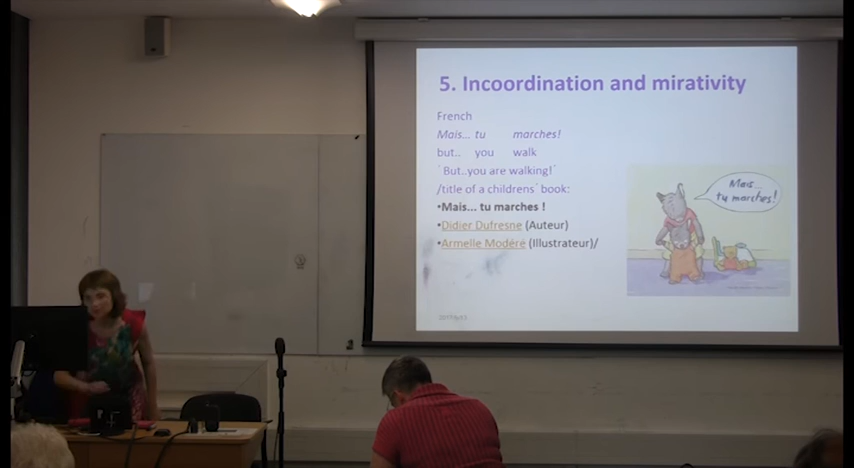 5. Incoordination and mirativity
French
Mais... tu marches!
but.. you walk
´But..you are walking!´
/title of a childrens´ book:
•Mais... tu marches !
•Didier Dufresne (Auteur)
•Armelle Modéré (Illustrateur)/
Mais...
tu marches!